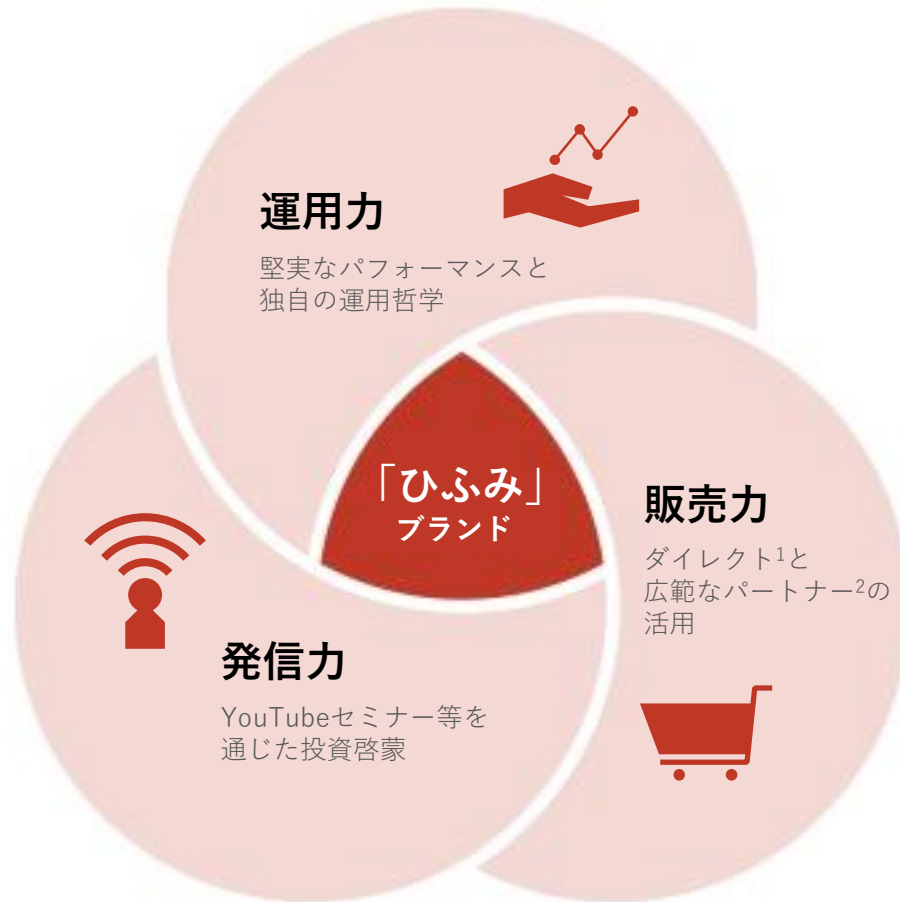 運用力
堅実なパフォーマンスと
独自の運用哲学
「ひふみ」
ブランド
販売力
ダイレクト¹と
広範なパートナー²の
活用
発信力
YouTubeセミナー等を
通じた投資啓蒙